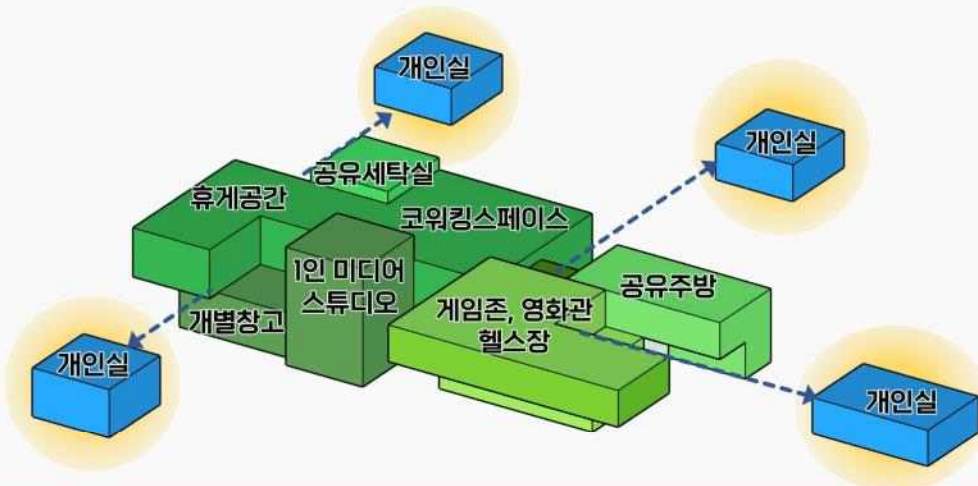 개인실
개인실
공유세탁실
휴게공간
코워킹스페이스
1인 미디어
스튜디오
공유주방
개별창고
게임존, 영화관
헬스장
개인실
개인실